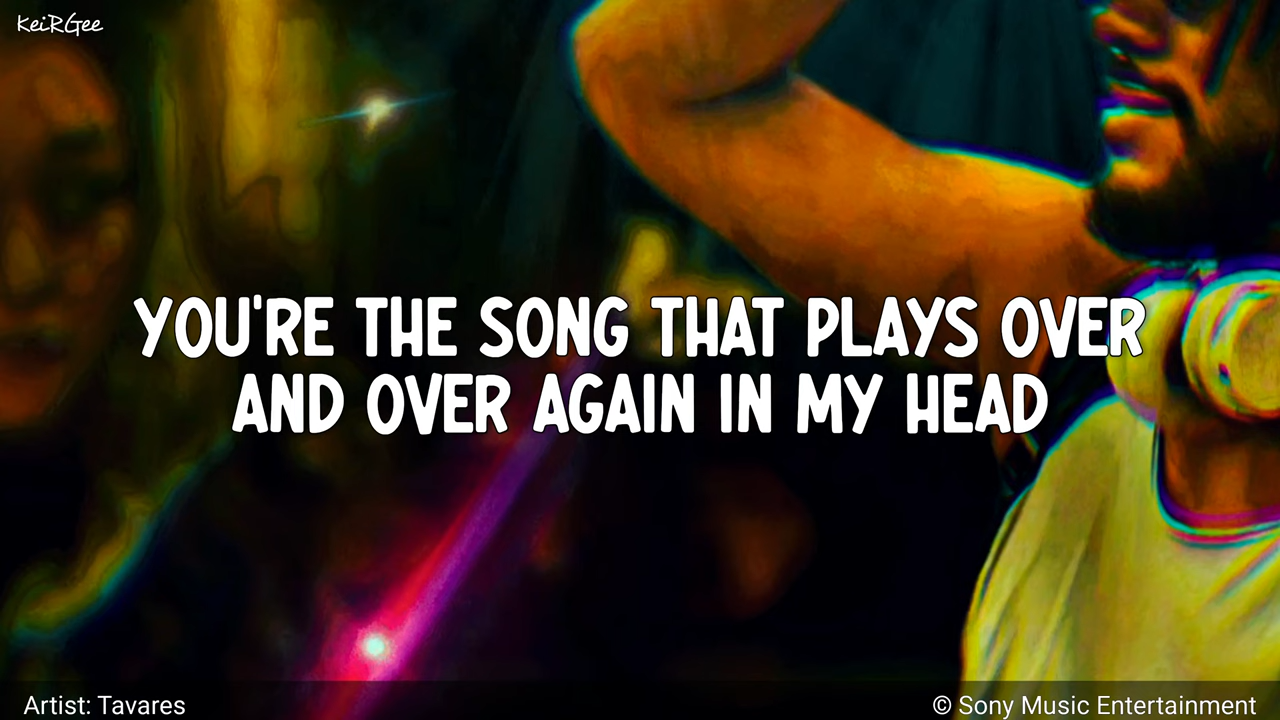 KeiRGee
YOU'RE THE SONG THAT PLAYS OVER
AND OVER AGAIN IN MY HEAD
Artist: Tavares
© Sony Music Entertainment